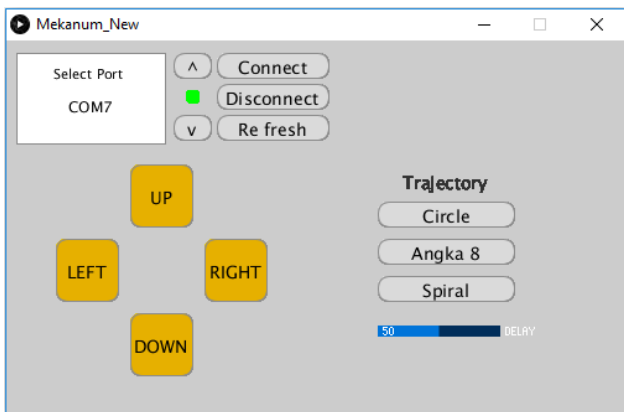 Mekanum_New
Select Port
COM7
^
Connect
Disconnect
v
Re fresh
UP
LEFT
RIGHT
DOWN
Trajectory
Circle
Angka 8
Spiral
50
DELAY